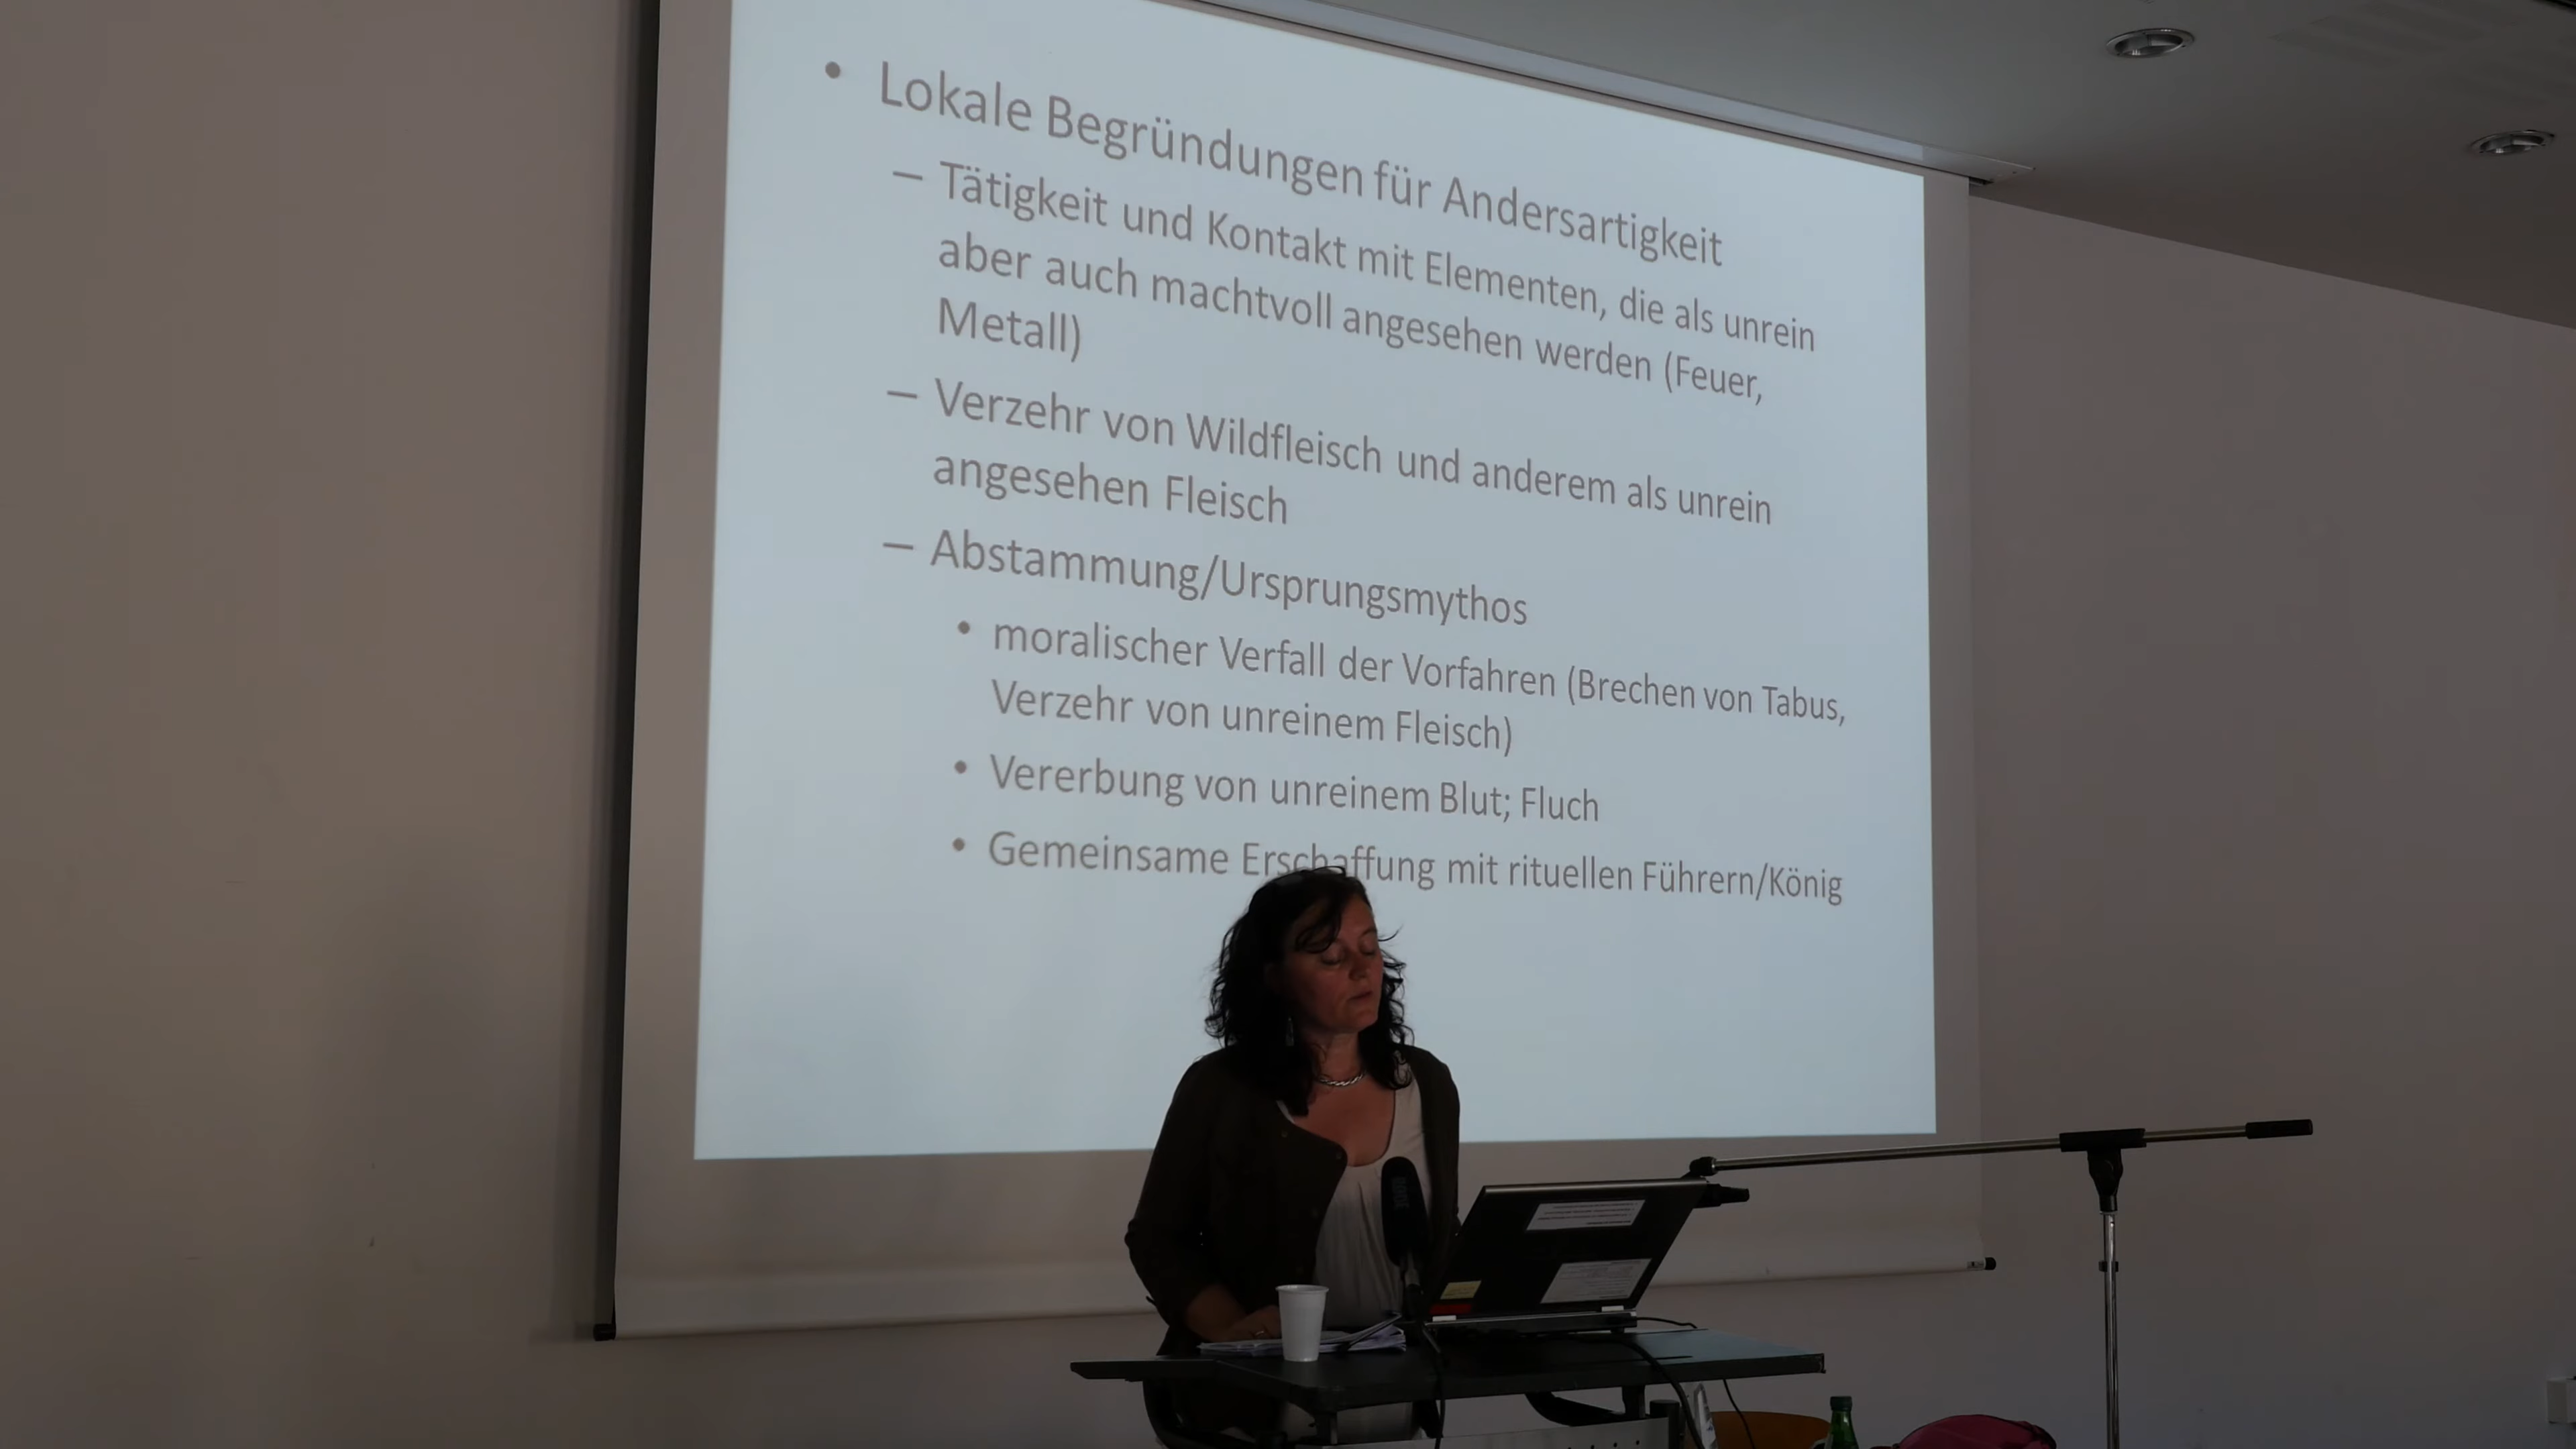 • Lokale Begründungen für Andersartigkeit
– Tätigkeit und Kontakt mit Elementen, die als unrein
aber auch machtvoll angesehen werden (Feuer,
Metall)
– Verzehr von Wildfleisch und anderem als unrein
angesehen Fleisch
– Abstammung/Ursprungsmythos
• moralischer Verfall der Vorfahren (Brechen von Tabus,
Verzehr von unreinem Fleisch)
• Vererbung von unreinem Blut; Fluch
• Gemeinsame Erschaffung mit rituellen Führern/König